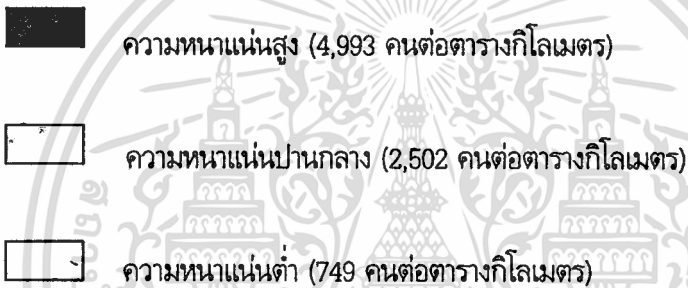 ความหนาแน่นสูง (4,993 คนต่อตารางกิโลเมตร)
ความหนาแน่นปานกลาง (2,502 คนต่อตารางกิโลเมตร)
ความหนาแน่นต่ำ (749 คนต่อตารางกิโลเมตร)